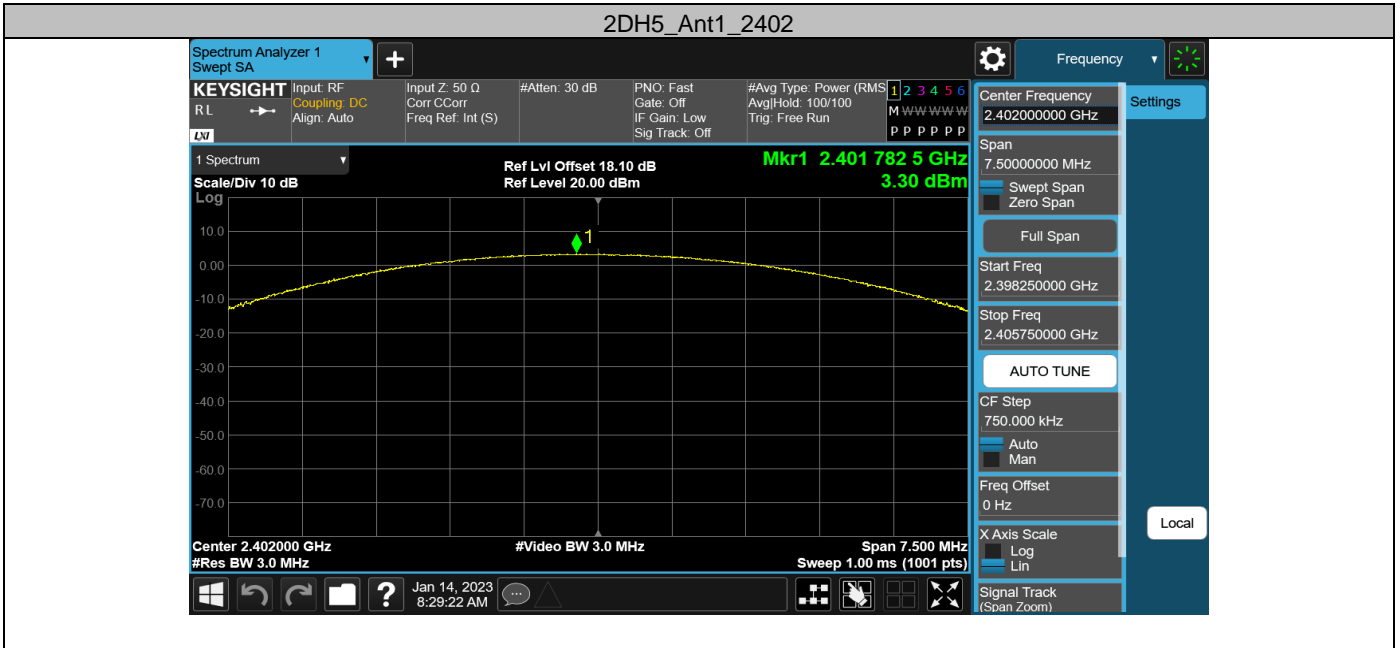 2DH5_Ant1_2402
Spectrum Analyzer 1
Swept SA
Frequency
KEYSIGHT
RL
LXI
Input: RF
Coupling: DC
Align: Auto
Input Z: 50 Ω
Corr CCorr
Freq Ref: Int (S)
#Atten: 30 dB
PNO: Fast
Gate: Off
IF Gain: Low
Sig Track: Off
#Avg Type: Power (RMS
Avg|Hold: 100/100
Trig: Free Run
1 2 3 4 5 6
M W W W W W
P P P P P P
1 Spectrum
Scale/Div 10 dB
Ref Lvl Offset 18.10 dB
Ref Level 20.00 dBm
Mkr1 2.401 782 5 GHz
3.30 dBm
Log
10.0
0.00
-10.0
-20.0
-30.0
-40.0
-50.0
-60.0
-70.0
1
Center 2.402000 GHz
#Res BW 3.0 MHz
#Video BW 3.0 MHz
Span 7.500 MHz
Sweep 1.00 ms (1001 pts)
Center Frequency
2.402000000 GHz
Span
7.50000000 MHz
Swept Span
Zero Span
Full Span
Start Freq
2.398250000 GHz
Stop Freq
2.405750000 GHz
AUTO TUNE
CF Step
750.000 kHz
Auto
Man
Freq Offset
0 Hz
X Axis Scale
Log
Lin
Signal Track
(Span Zoom)
Settings
Local
?
Jan 14, 2023
8:29:22 AM